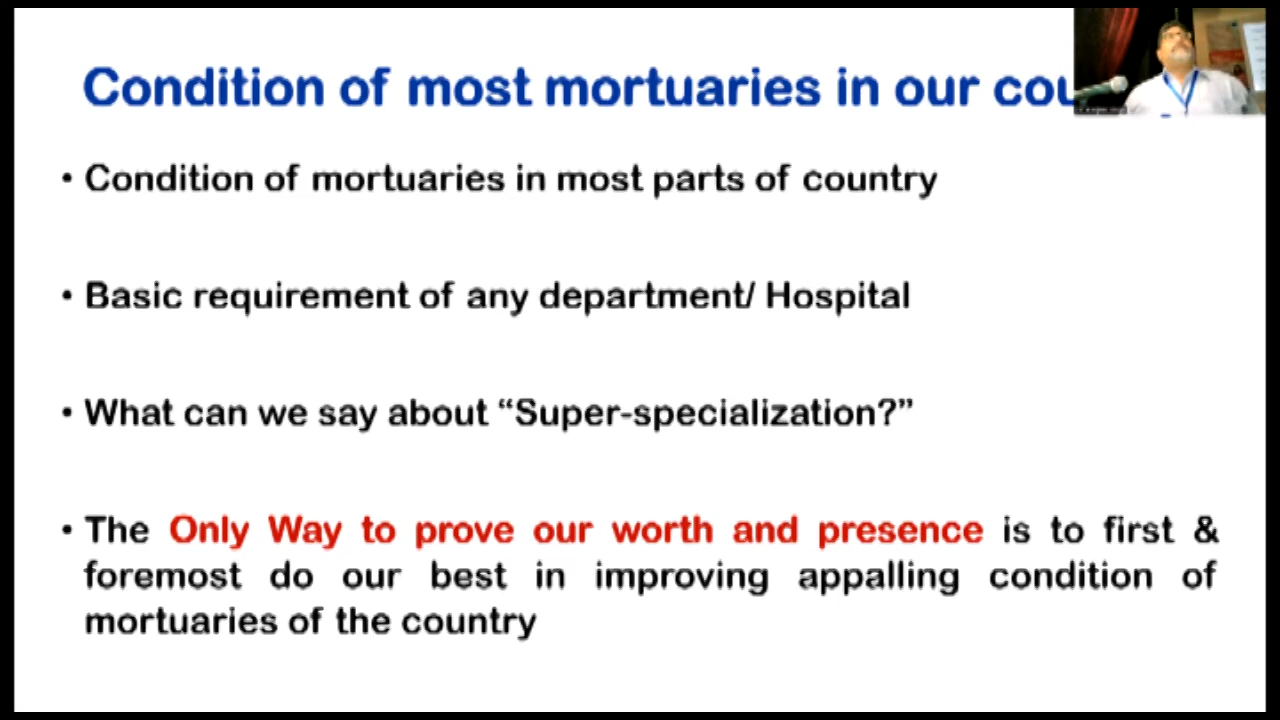 Condition of most mortuaries in our cou
• Condition of mortuaries in most parts of country
• Basic requirement of any department/ Hospital
• What can we say about “Super-specialization?”
• The Only Way to prove our worth and presence is to first &
foremost do our best in improving appalling condition of
mortuaries of the country